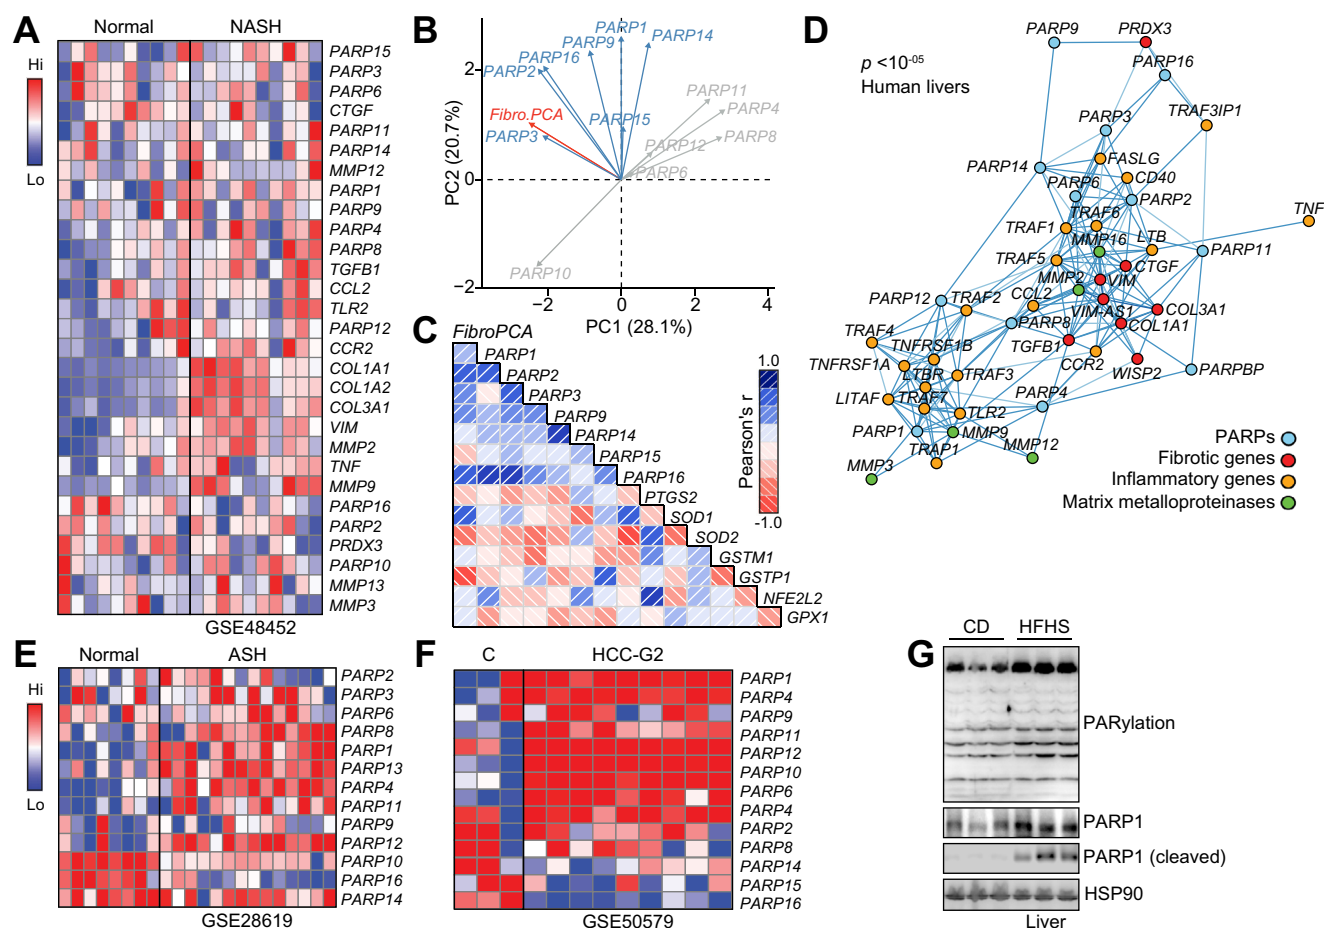 A
Normal
NASH
Hi
Lo
PARP15
PARP3
PARP6
CTGF
PARP11
PARP14
MMP12
PARP1
PARP9
PARP4
PARP8
TGFB1
CCL2
TLR2
PARP12
CCR2
COL1A1
COL1A2
COL3A1
VIM
MMP2
TNF
MMP9
PARP16
PARP2
PRDX3
PARP10
MMP13
MMP3
GSE48452
B
PC2 (20.7%)
2
0
−2
−2
0
2
4
PC1 (28.1%)
PARP1
PARP9
PARP14
PARP16
PARP2
Fibro.PCA
PARP3
PARP15
PARP11
PARP4
PARP8
PARP12
PARP6
PARP10
C
FibroPCA
PARP1
PARP2
PARP3
PARP9
PARP14
PARP15
PARP16
PTGS2
SOD1
SOD2
GSTM1
GSTP1
NFE2L2
GPX1
1.0
Pearson's r
-1.0
D
p <10-05
Human livers
PARP9
PRDX3
PARP16
TRAF3IP1
PARP3
FASLG
PARP14
CD40
PARP6
PARP2
TRAF6
TNF
TRAF1
MMP16
LTB
PARP11
TRAF5
CTGF
MMP2
VIM
PARP12
TRAF2
CCL2
VIM-AS1
COL3A1
PARP8
COL1A1
TRAF4
TNFRSF1B
TGFB1
CCR2
WISP2
PARPBP
TNFRSF1A
LTBR
TRAF3
LITAF
TRAF7
TLR2
PARP4
PARP1
MMP9
TRAP1
MMP12
MMP3
PARPs
Fibrotic genes
Inflammatory genes
Matrix metalloproteinases
E
Normal
ASH
Hi
Lo
PARP2
PARP3
PARP6
PARP8
PARP1
PARP13
PARP4
PARP11
PARP9
PARP12
PARP10
PARP16
PARP14
GSE28619
F
C
HCC-G2
PARP1
PARP4
PARP9
PARP11
PARP12
PARP10
PARP6
PARP4
PARP2
PARP8
PARP14
PARP15
PARP16
GSE50579
G
CD
HFHS
PARylation
PARP1
PARP1 (cleaved)
HSP90
Liver